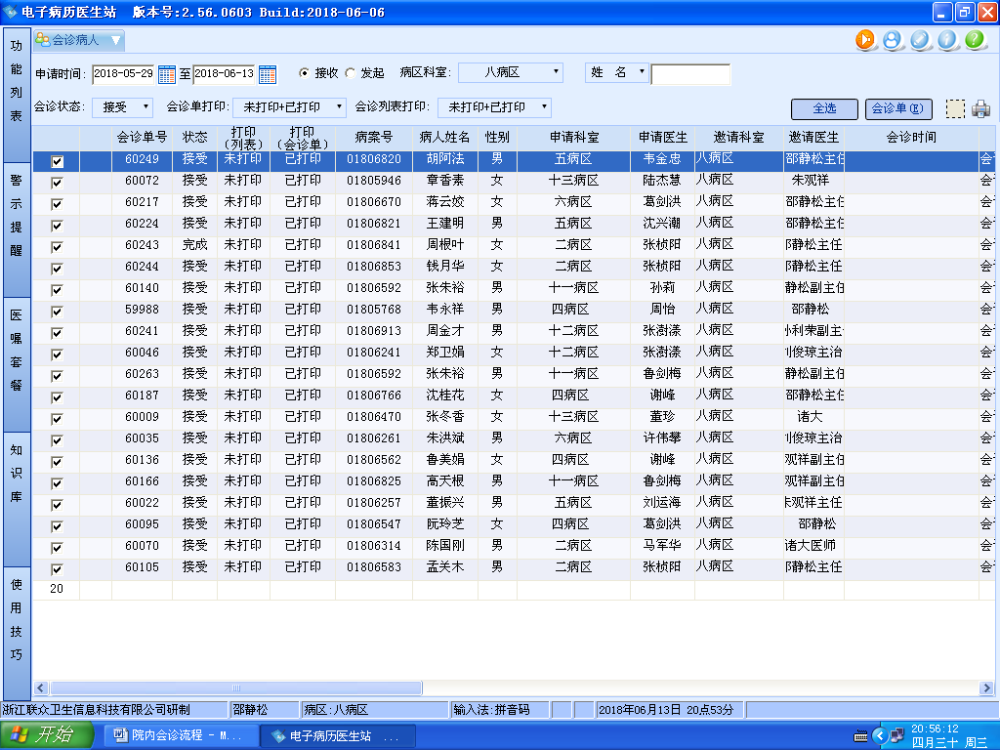 电子病历医生站 版本号:2.56.0603 Build:2018-06-06
会诊病人
功能列表
警示提醒
医嘱套餐
知识库
使用技巧
申请时间: 2018-05-29 至 2018-06-13 接收 发起 病区科室: 八病区 姓 名
会诊状态: 接受 会诊单打印: 未打印+已打印 会诊列表打印: 未打印+已打印 全选 会诊单(E)
会诊单号 状态 打印(列表) 打印(会诊单) 病案号 病人姓名 性别 申请科室 申请医生 邀请科室 邀请医生 会诊时间
60249 接受 未打印 已打印 01806820 胡阿法 男 五病区 韦金忠 八病区 邵静松主任 会
60072 接受 未打印 已打印 01805946 章香素 女 十三病区 陆杰慧 八病区 朱观祥 会
60217 接受 未打印 已打印 01806670 蒋云姣 女 六病区 葛剑洪 八病区 邵静松主任 会
60224 接受 未打印 已打印 01806821 王建明 男 五病区 沈兴潮 八病区 邵静松主任 会
60243 完成 未打印 已打印 01806841 周根叶 女 二病区 张桢阳 八病区 邵静松主任 会
60244 接受 未打印 已打印 01806853 钱月华 女 二病区 张桢阳 八病区 邵静松主任 会
60140 接受 未打印 已打印 01806592 张朱裕 男 十一病区 孙莉 八病区 静松副主任 会
59988 接受 未打印 已打印 01805768 韦永祥 男 四病区 周怡 八病区 邵静松 会
60241 接受 未打印 已打印 01806913 周金才 男 十二病区 张澍漾 八病区 孙利荣副主 会
60046 接受 未打印 已打印 01806241 郑卫娟 女 十二病区 张澍漾 八病区 刘俊琼主治 会
60263 接受 未打印 已打印 01806592 张朱裕 男 十一病区 鲁剑梅 八病区 静松副主任 会
60187 接受 未打印 已打印 01806766 沈桂花 女 四病区 谢峰 八病区 邵静松主任 会
60009 接受 未打印 已打印 01806470 张冬香 女 十三病区 董珍 八病区 诸大 会
60035 接受 未打印 已打印 01806261 朱洪斌 男 六病区 许伟攀 八病区 刘俊琼主治 会
60136 接受 未打印 已打印 01806562 鲁美娟 女 四病区 谢峰 八病区 观祥副主任 会
60166 接受 未打印 已打印 01806825 高天根 男 十一病区 鲁剑梅 八病区 观祥副主任 会
60022 接受 未打印 已打印 01806257 董振兴 男 五病区 刘运海 八病区 朱观祥主任 会
60095 接受 未打印 已打印 01806547 阮玲芝 女 四病区 葛剑洪 八病区 邵静松 会
60070 接受 未打印 已打印 01806314 陈国刚 男 二病区 马军华 八病区 诸大医师 会
60105 接受 未打印 已打印 01806583 孟关木 男 二病区 张桢阳 八病区 邵静松主任 会
20
浙江联众卫生信息科技有限公司研制 邵静松 病区:八病区 输入法:拼音码 2018年06月13日 20点53分
开始 院内会诊流程 - M... 电子病历医生站 ... 20:56:12
四月三十 周三